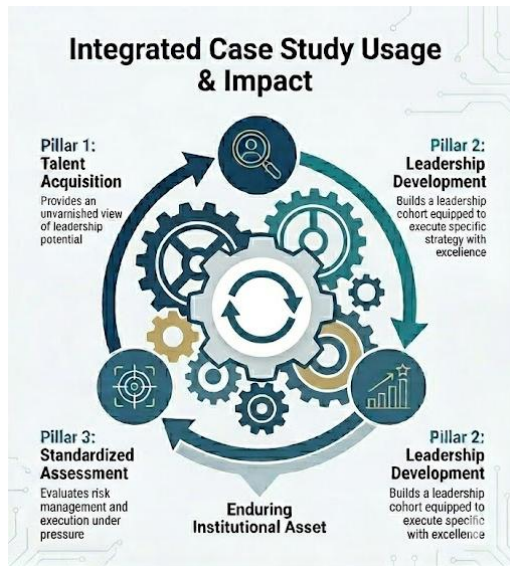 Integrated Case Study Usage
& Impact
Pillar 1:
Talent
Acquisition
Provides an
unvarnished view
of leadership
potential
Pillar 2:
Leadership
Development
Builds a leadership
cohort equipped to
execute specific
strategy with
excellence
Pillar 3:
Standardized
Assessment
Evaluates risk
management and
execution under
pressure
Enduring
Institutional Asset
Pillar 2:
Leadership
Development
Builds a leadership
cohort equipped to
execute specific
with excellence